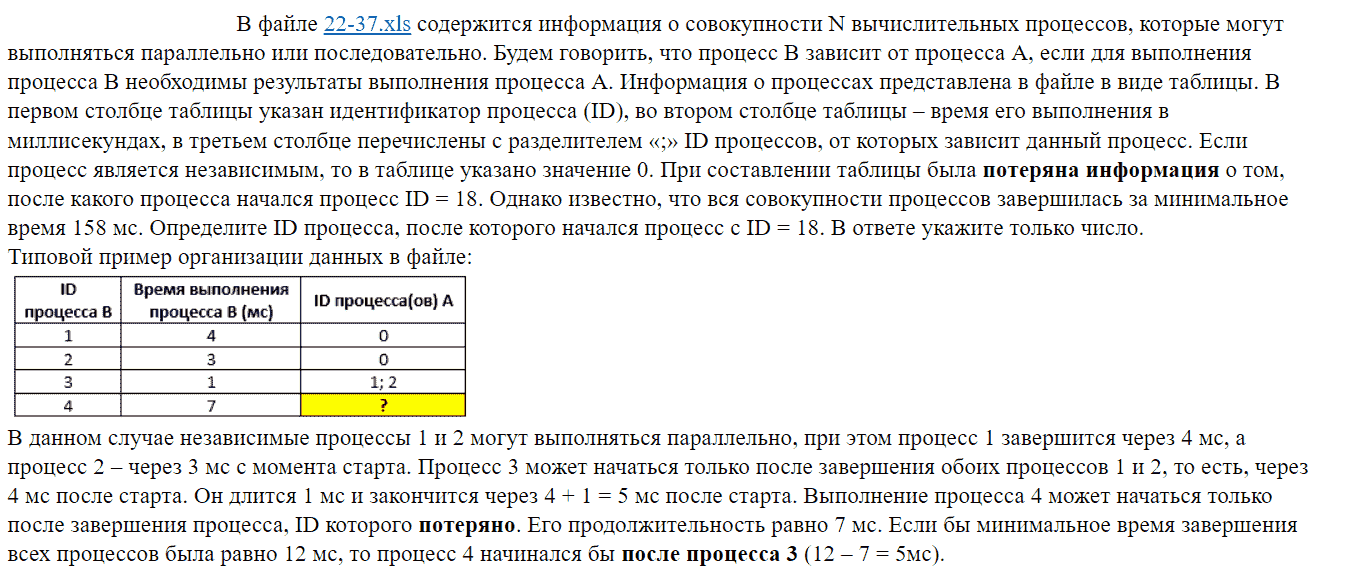 В файле 22-37.xls содержится информация о совокупности N вычислительных процессов, которые могут
выполняться параллельно или последовательно. Будем говорить, что процесс B зависит от процесса A, если для выполнения
процесса B необходимы результаты выполнения процесса A. Информация о процессах представлена в файле в виде таблицы. В
первом столбце таблицы указан идентификатор процесса (ID), во втором столбце таблицы – время его выполнения в
миллисекундах, в третьем столбце перечислены с разделителем «;» ID процессов, от которых зависит данный процесс. Если
процесс является независимым, то в таблице указано значение 0. При составлении таблицы была потеряна информация о том,
после какого процесса начался процесс ID = 18. Однако известно, что вся совокупности процессов завершилась за минимальное
время 158 мс. Определите ID процесса, после которого начался процесс с ID = 18. В ответе укажите только число.
Типовой пример организации данных в файле:
ID процесса B	Время выполнения процесса B (мс)	ID процесса(ов) A
1	4	0
2	3	0
3	1	1; 2
4	7	?
В данном случае независимые процессы 1 и 2 могут выполняться параллельно, при этом процесс 1 завершится через 4 мс, а
процесс 2 – через 3 мс с момента старта. Процесс 3 может начаться только после завершения обоих процессов 1 и 2, то есть, через
4 мс после старта. Он длится 1 мс и закончится через 4 + 1 = 5 мс после старта. Выполнение процесса 4 может начаться только
после завершения процесса, ID которого потеряно. Его продолжительность равно 7 мс. Если бы минимальное время завершения
всех процессов была равно 12 мс, то процесс 4 начинался бы после процесса 3 (12 – 7 = 5мс).